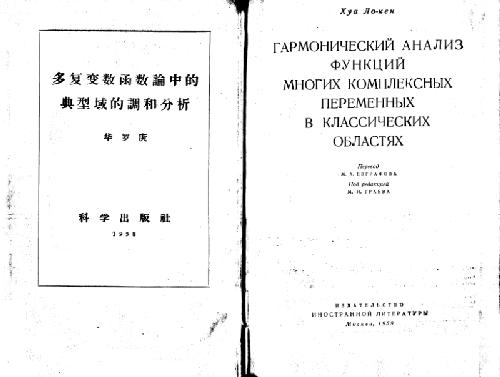 多复变数函数論中的
典型域的調和分析
华罗庚
科学出版社
1958
Хуа Ло-кен
ГАРМОНИЧЕСКИЙ АНАЛИЗ
ФУНКЦИЙ
МНОГИХ КОМПЛЕКСНЫХ
ПЕРЕМЕННЫХ
В КЛАССИЧЕСКИХ
ОБЛАСТЯХ
Перевод
М. А. ЕВГРАФОВА
Под редакцией
М. И. ГРАЕВА
ИЗДАТЕЛЬСТВО
ИНОСТРАННОЙ ЛИТЕРАТУРЫ
Москва, 1959